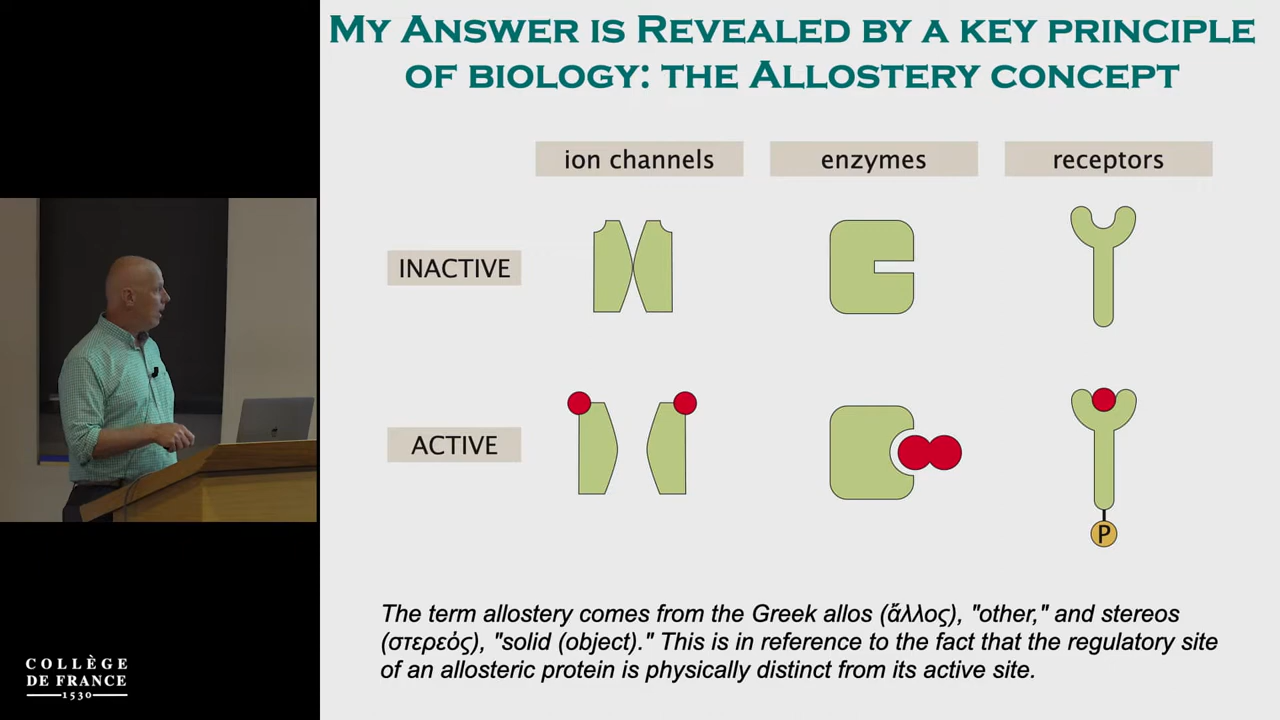 MY ANSWER IS REVEALED BY A KEY PRINCIPLE
OF BIOLOGY: THE ALLOSTERY CONCEPT
ion channels
enzymes
receptors
INACTIVE
ACTIVE
P
The term allostery comes from the Greek allos (ἄλλος), "other," and stereos
(στερεός), "solid (object)." This is in reference to the fact that the regulatory site
of an allosteric protein is physically distinct from its active site.
COLLÈGE
DE FRANCE
1530